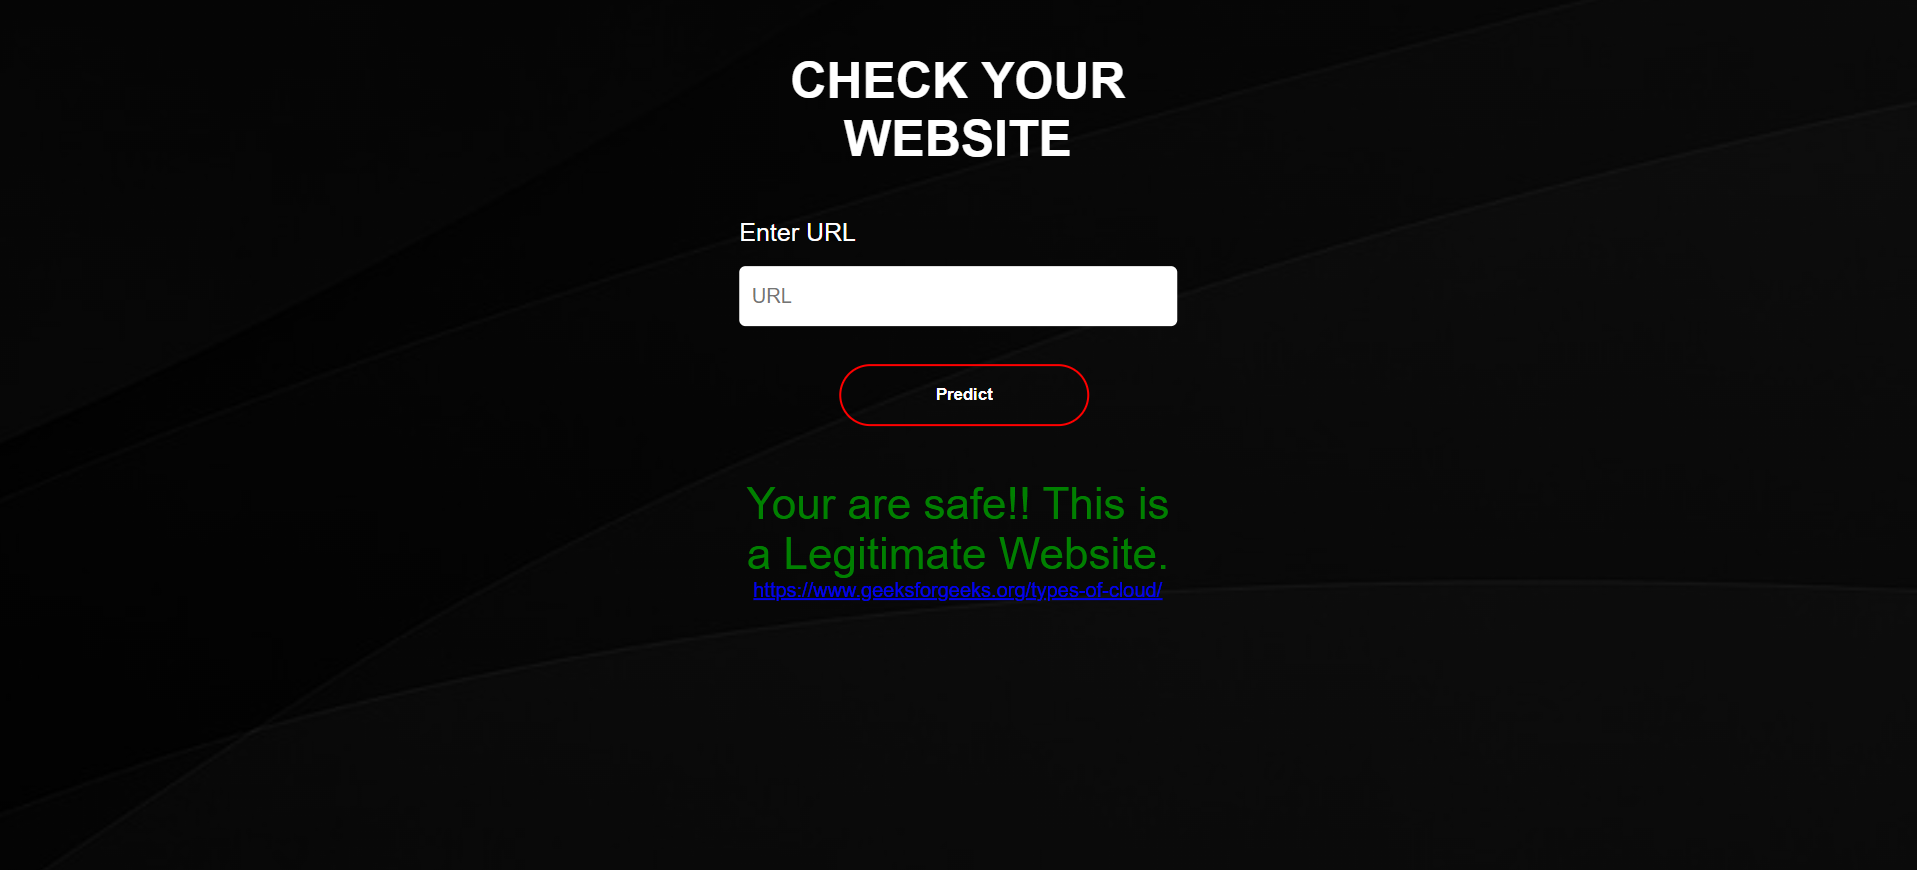 CHECK YOUR
WEBSITE
Enter URL
URL
Predict
Your are safe!! This is
a Legitimate Website.
https://www.geeksforgeeks.org/types-of-cloud/